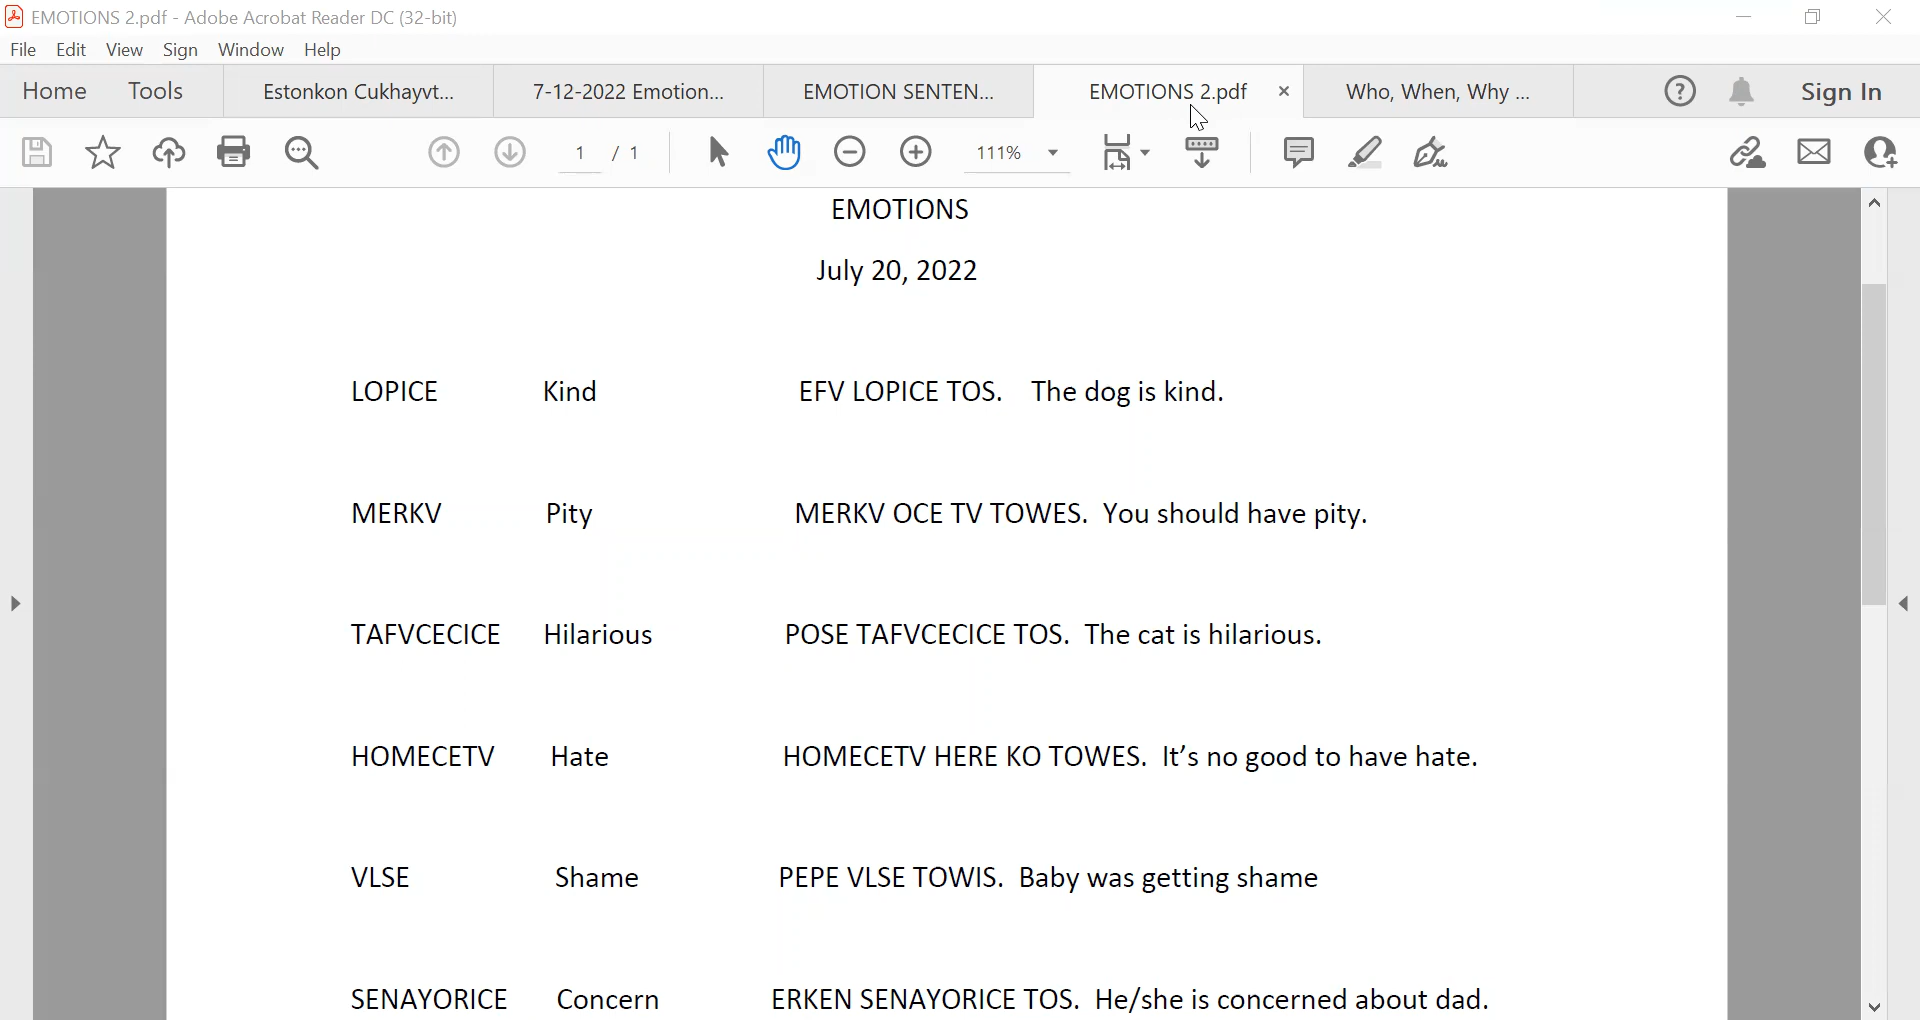 EMOTIONS 2.pdf - Adobe Acrobat Reader DC (32-bit)
File Edit View Sign Window Help
Home Tools Estonkon Cukhayvt... 7-12-2022 Emotion... EMOTION SENTEN... EMOTIONS 2.pdf × Who, When, Why ... Sign In
1 / 1 111%
EMOTIONS
July 20, 2022
LOPICE Kind EFV LOPICE TOS. The dog is kind.
MERKV Pity MERKV OCE TV TOWES. You should have pity.
TAFVCECICE Hilarious POSE TAFVCECICE TOS. The cat is hilarious.
HOMECETV Hate HOMECETV HERE KO TOWES. It’s no good to have hate.
VLSE Shame PEPE VLSE TOWIS. Baby was getting shame
SENAYORICE Concern ERKEN SENAYORICE TOS. He/she is concerned about dad.